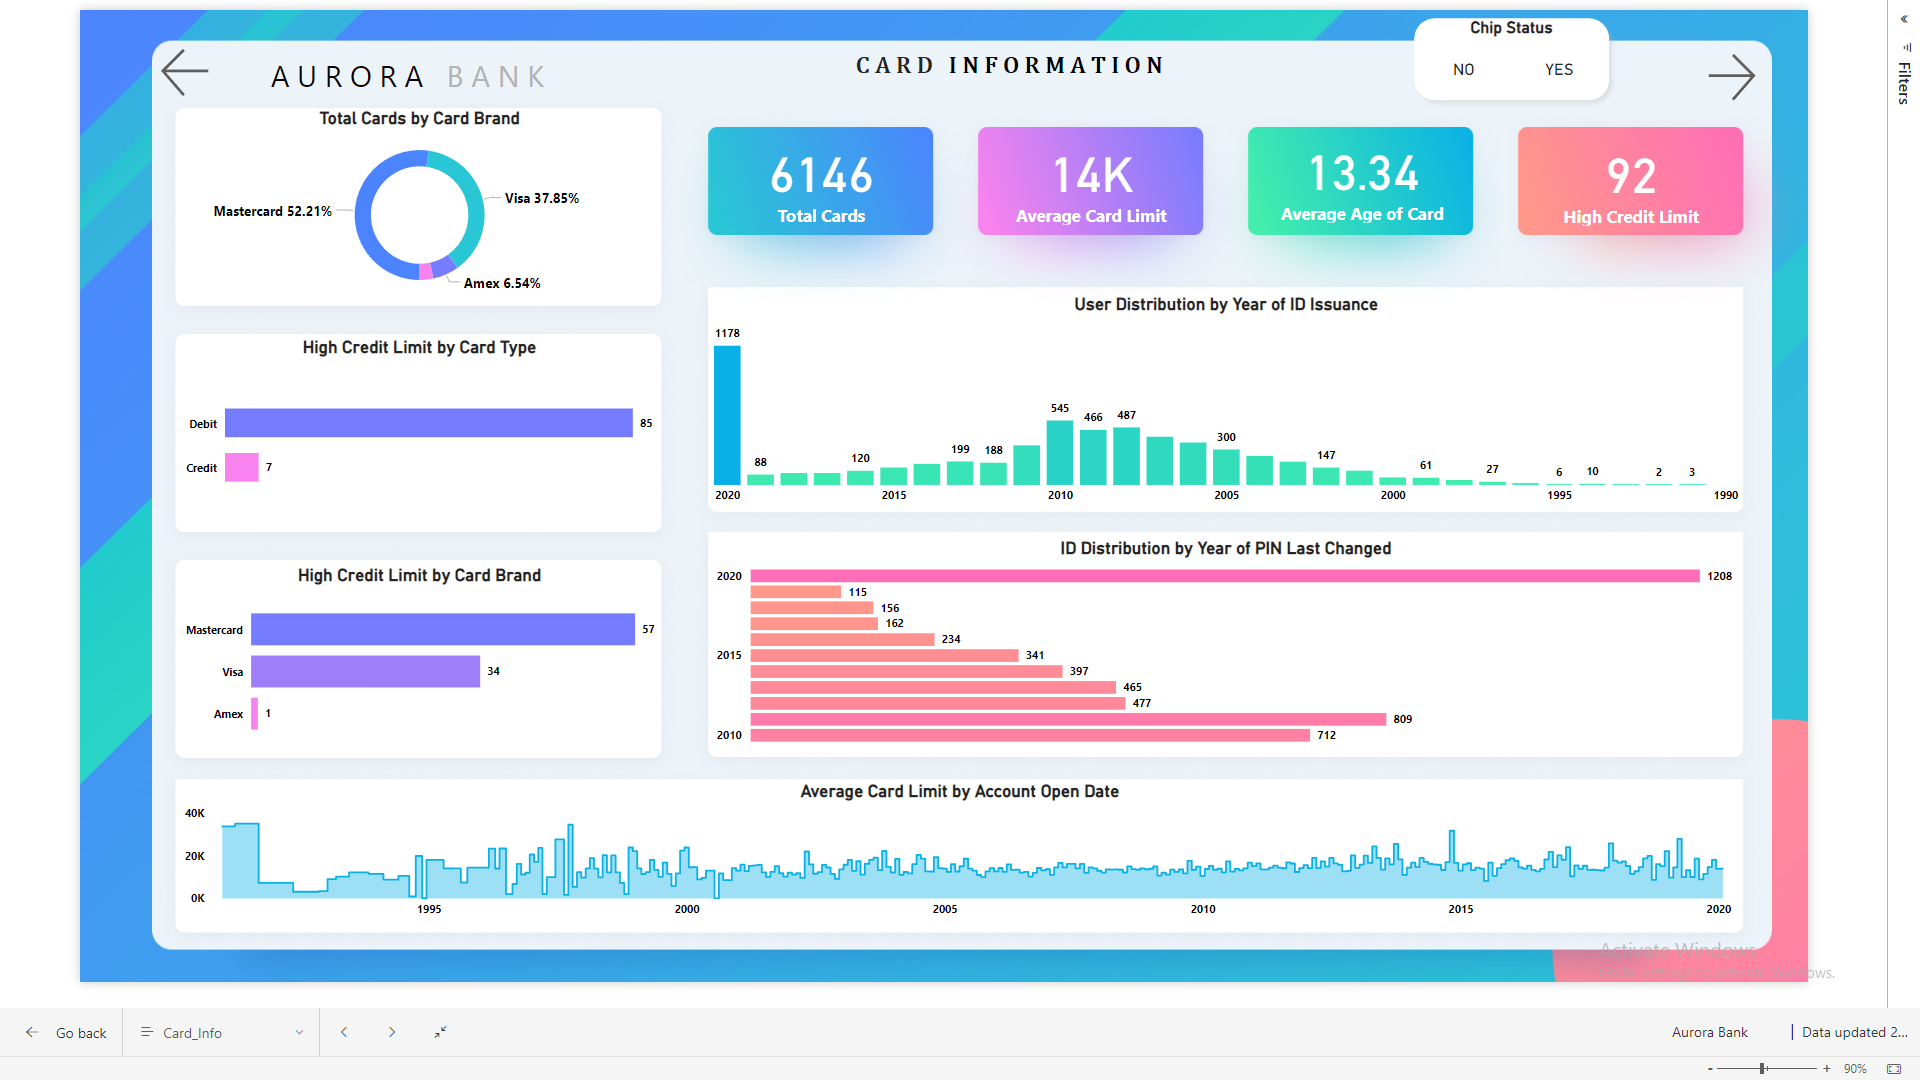 AURORA BANK
CARD INFORMATION
Chip Status
NO YES
«
Filters
Total Cards by Card Brand
Mastercard 52.21%
Visa 37.85%
Amex 6.54%
6146
Total Cards
14K
Average Card Limit
13.34
Average Age of Card
92
High Credit Limit
High Credit Limit by Card Type
Debit 85
Credit 7
High Credit Limit by Card Brand
Mastercard 57
Visa 34
Amex 1
User Distribution by Year of ID Issuance
1178
88
120
199
188
545
466
487
300
147
61
27
6
10
2
3
2020 2015 2010 2005 2000 1995 1990
ID Distribution by Year of PIN Last Changed
2020 1208
115
156
162
234
2015 341
397
465
477
809
2010 712
Average Card Limit by Account Open Date
40K
20K
0K
1995 2000 2005 2010 2015 2020
Activate Windows
Go back
Card_Info
Aurora Bank | Data updated 2...
- + 90%